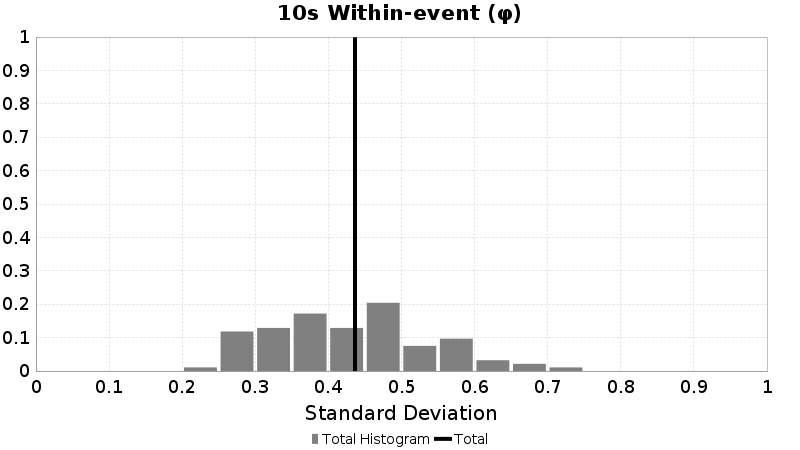 10s Within-event (φ)
1
0.9
0.8
0.7
0.6
0.5
0.4
0.3
0.2
0.1
0
0 0.1 0.2 0.3 0.4 0.5 0.6 0.7 0.8 0.9 1
Standard Deviation
Total Histogram Total